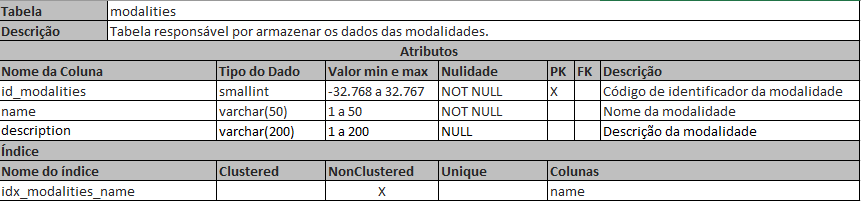 Tabela modalities
Descrição Tabela responsável por armazenar os dados das modalidades.
Atributos
Nome da Coluna Tipo do Dado Valor min e max Nulidade PK FK Descrição
id_modalities smallint -32.768 a 32.767 NOT NULL X Código de identificador da modalidade
name varchar(50) 1 a 50 NOT NULL Nome da modalidade
description varchar(200) 1 a 200 NULL Descrição da modalidade
Índice
Nome do índice Clustered NonClustered Unique Colunas
idx_modalities_name X name